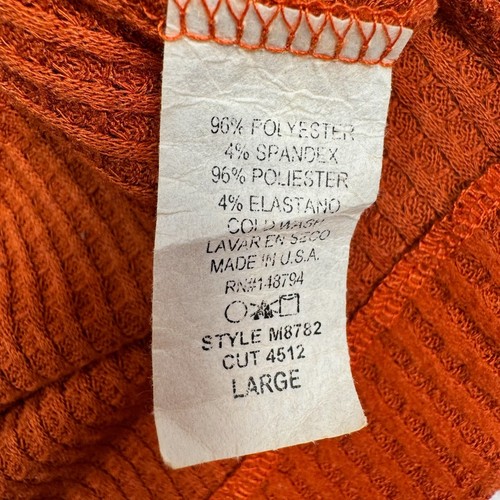 96% POLYESTER
4% SPANDEX
96% POLIESTER
4% ELASTANO
COLD WASH
LAVAR EN SECO
MADE IN U.S.A.
RN#148794
STYLE M8782
CUT 4512
LARGE